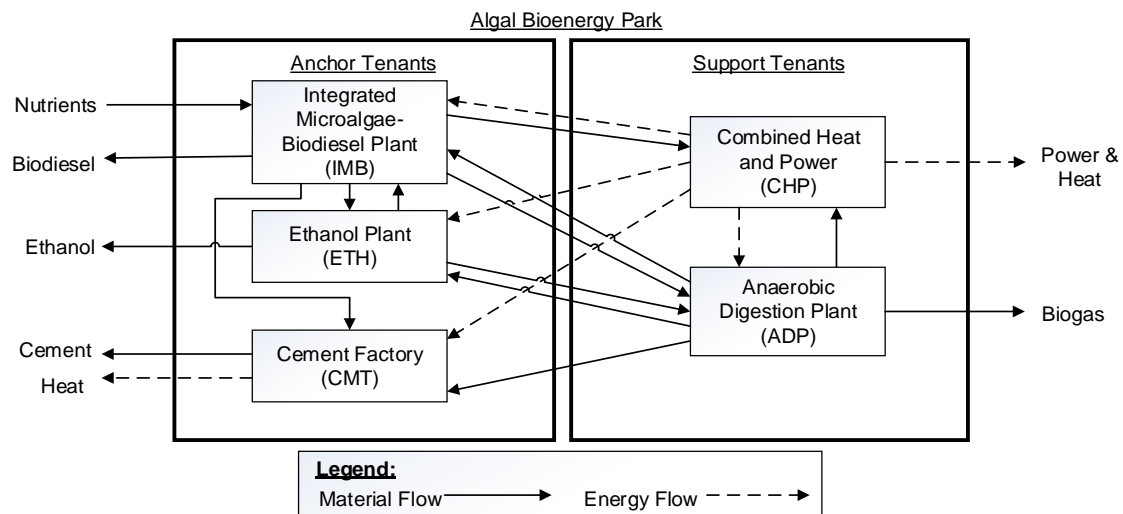 Algal Bioenergy Park
Anchor Tenants
Support Tenants
Nutrients
Biodiesel
Ethanol
Cement
Heat
Integrated
Microalgae-
Biodiesel Plant
(IMB)
Ethanol Plant
(ETH)
Cement Factory
(CMT)
Combined Heat
and Power
(CHP)
Anaerobic
Digestion Plant
(ADP)
Power &
Heat
Biogas
Legend:
Material Flow
Energy Flow